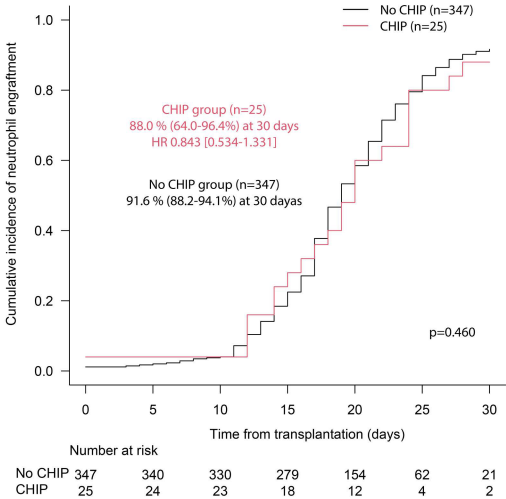 No CHIP (n=347)
CHIP (n=25)
Cumulative incidence of neutrophil engraftment
1.0
0.8
0.6
0.4
0.2
0.0
CHIP group (n=25)
88.0 % (64.0-96.4%) at 30 days
HR 0.843 [0.534-1.331]
No CHIP group (n=347)
91.6 % (88.2-94.1%) at 30 dayas
p=0.460
0 5 10 15 20 25 30
Time from transplantation (days)
Number at risk
No CHIP 347 340 330 279 154 62 21
CHIP 25 24 23 18 12 4 2